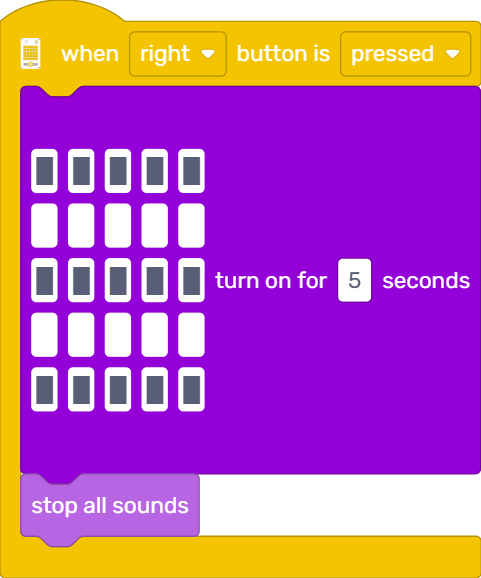 when right button is pressed
turn on for 5 seconds
stop all sounds